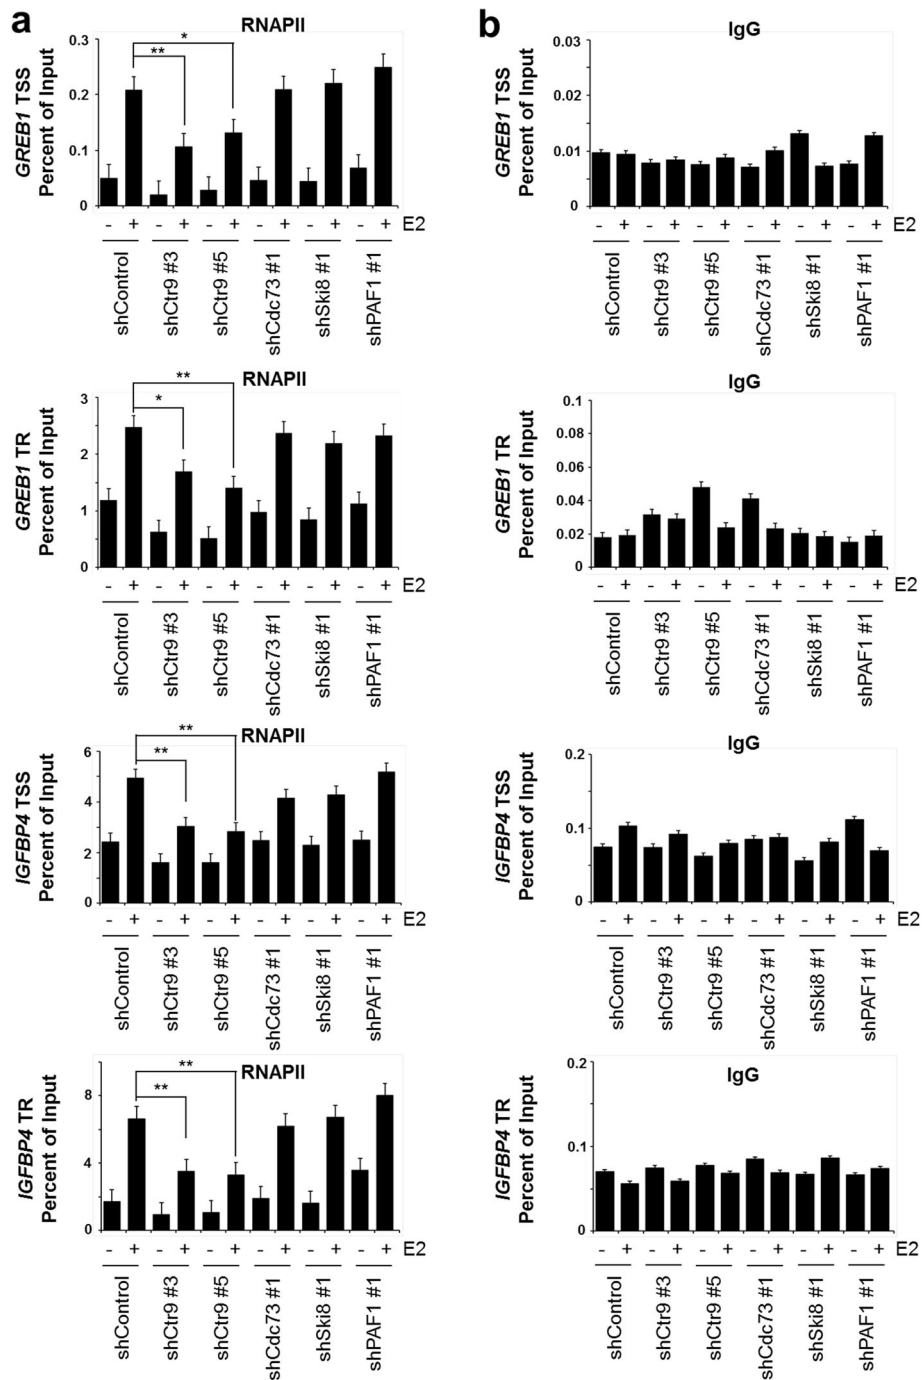 a
RNAPII
GREB1 TSS
Percent of Input
0.3
0.2
0.1
0
* 
**
- + - + - + - + - + - + E2
shControl
shCtr9 #3
shCtr9 #5
shCdc73 #1
shSki8 #1
shPAF1 #1
b
IgG
GREB1 TSS
Percent of Input
0.03
0.02
0.01
0
- + - + - + - + - + - + E2
shControl
shCtr9 #3
shCtr9 #5
shCdc73 #1
shSki8 #1
shPAF1 #1
RNAPII
GREB1 TR
Percent of Input
3
2
1
0
**
*
- + - + - + - + - + - + E2
shControl
shCtr9 #3
shCtr9 #5
shCdc73 #1
shSki8 #1
shPAF1 #1
IgG
GREB1 TR
Percent of Input
0.1
0.08
0.06
0.04
0.02
0
- + - + - + - + - + - + E2
shControl
shCtr9 #3
shCtr9 #5
shCdc73 #1
shSki8 #1
shPAF1 #1
RNAPII
IGFBP4 TSS
Percent of Input
6
4
2
0
**
**
- + - + - + - + - + - + E2
shControl
shCtr9 #3
shCtr9 #5
shCdc73 #1
shSki8 #1
shPAF1 #1
IgG
IGFBP4 TSS
Percent of Input
0.2
0.1
0
- + - + - + - + - + - + E2
shControl
shCtr9 #3
shCtr9 #5
shCdc73 #1
shSki8 #1
shPAF1 #1
RNAPII
IGFBP4 TR
Percent of Input
8
4
0
**
**
- + - + - + - + - + - + E2
shControl
shCtr9 #3
shCtr9 #5
shCdc73 #1
shSki8 #1
shPAF1 #1
IgG
IGFBP4 TR
Percent of Input
0.2
0.1
0
- + - + - + - + - + - + E2
shControl
shCtr9 #3
shCtr9 #5
shCdc73 #1
shSki8 #1
shPAF1 #1